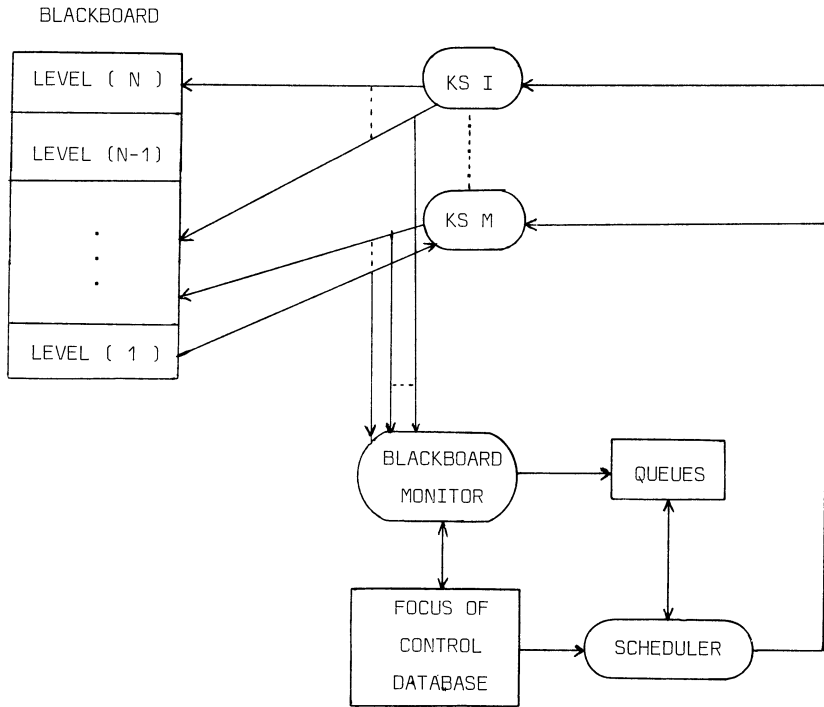 BLACKBOARD
LEVEL ( N )
KS I
LEVEL (N-1)
KS M
LEVEL ( 1 )
BLACKBOARD
MONITOR
QUEUES
FOCUS OF
CONTROL
DATABASE
SCHEDULER